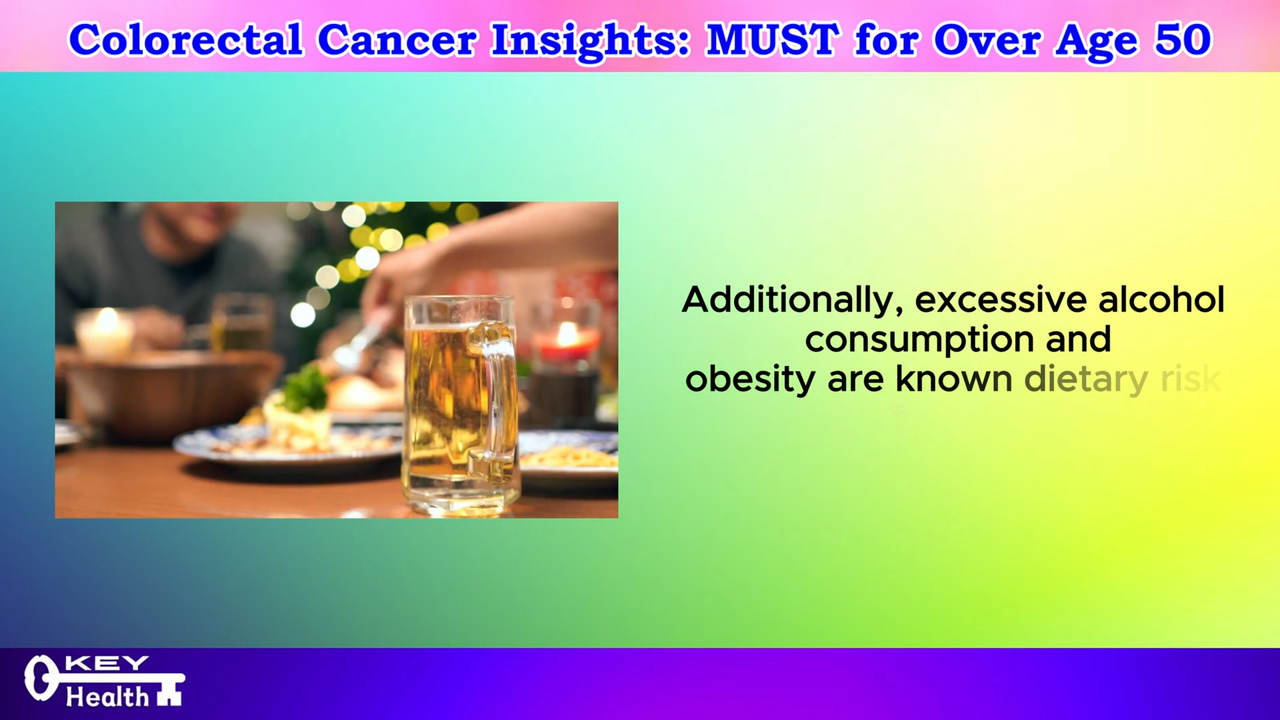 Colorectal Cancer Insights: MUST for Over Age 50
Additionally, excessive alcohol
consumption and
obesity are known dietary risk
KEY
Health